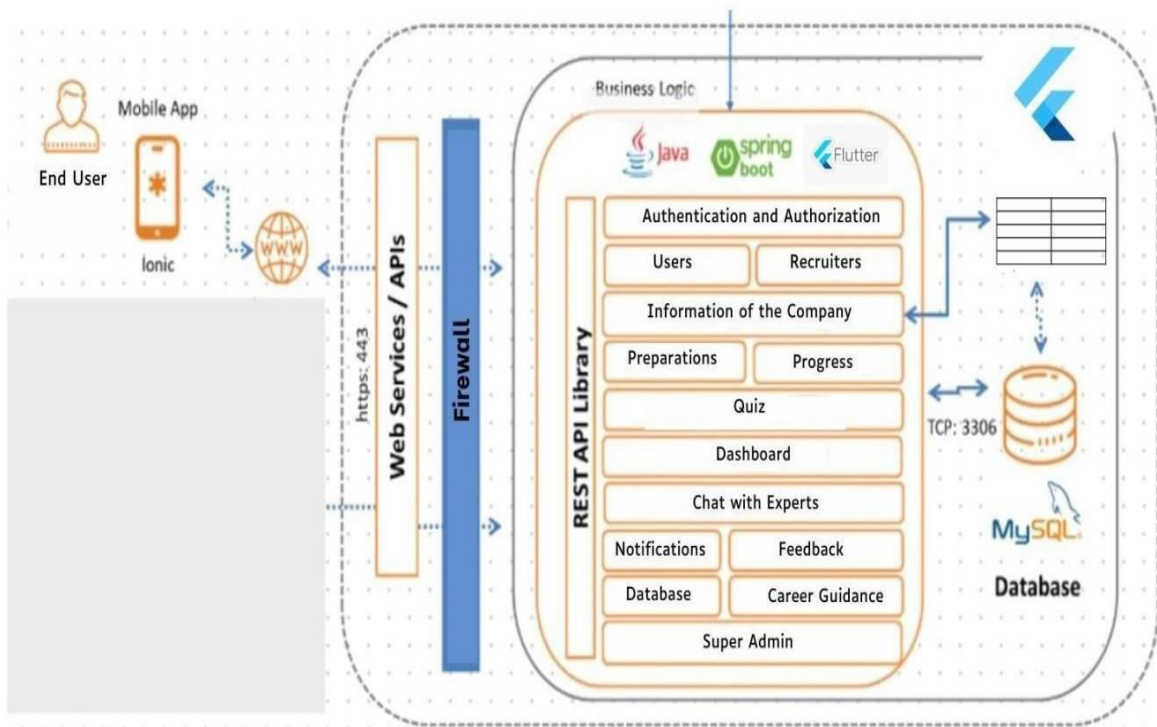 Business Logic
Mobile App
End User
Ionic
WWW
https: 443
Web Services / APIs
Firewall
REST API Library
Java
spring
boot
Flutter
Authentication and Authorization
Users
Recruiters
Information of the Company
Preparations
Progress
Quiz
Dashboard
Chat with Experts
Notifications
Feedback
Database
Career Guidance
Super Admin
TCP: 3306
MySQL
Database